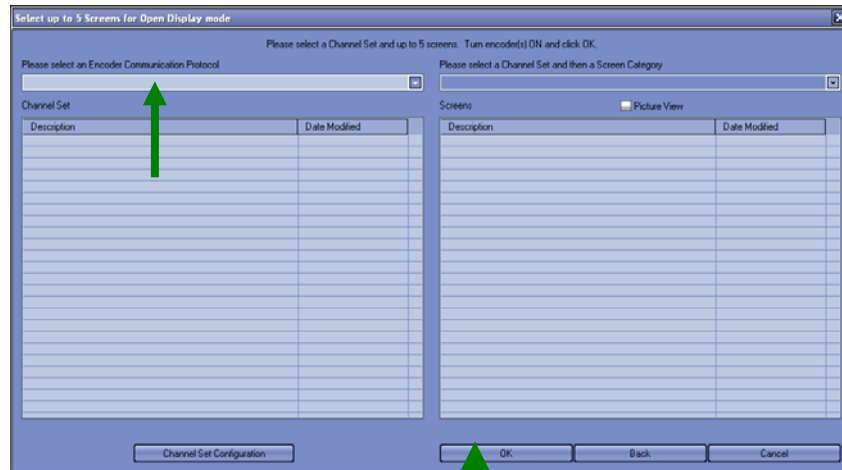 Select up to 5 Screens for Open Display mode
Please select a Channel Set and up to 5 screens. Turn encoder(s) ON and click OK.
Please select an Encoder Communication Protocol
Please select a Channel Set and then a Screen Category
Channel Set
Screens
Picture View
Description Date Modified
Description Date Modified
Channel Set Configuration
OK
Back
Cancel